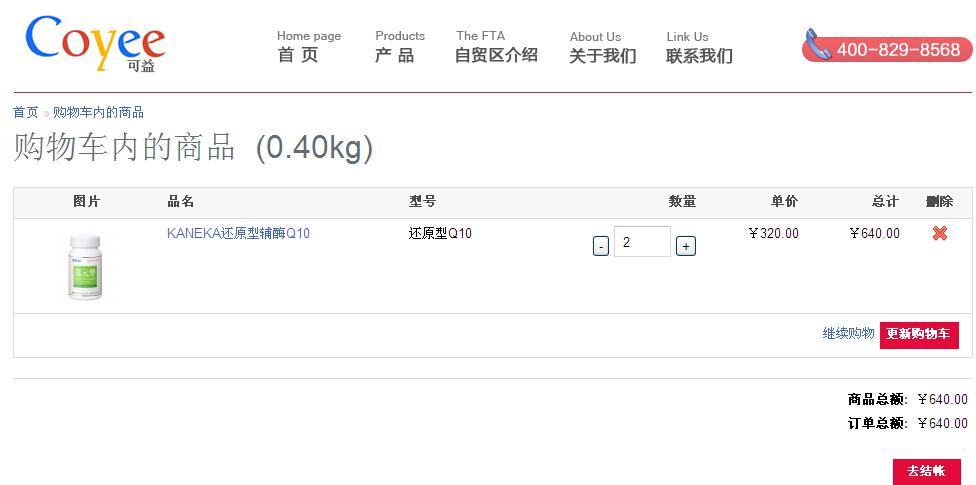 Coyee
可益
Home page
首 页
Products
产 品
The FTA
自贸区介绍
About Us
关于我们
Link Us
联系我们
400-829-8568
首页 » 购物车内的商品
购物车内的商品 (0.40kg)
图片 品名 型号 数量 单价 总计 删除
KANEKA还原型辅酶Q10 还原型Q10 - 2 + ￥320.00 ￥640.00
还元型
继续购物 更新购物车
商品总额: ￥640.00
订单总额: ￥640.00
去结帐